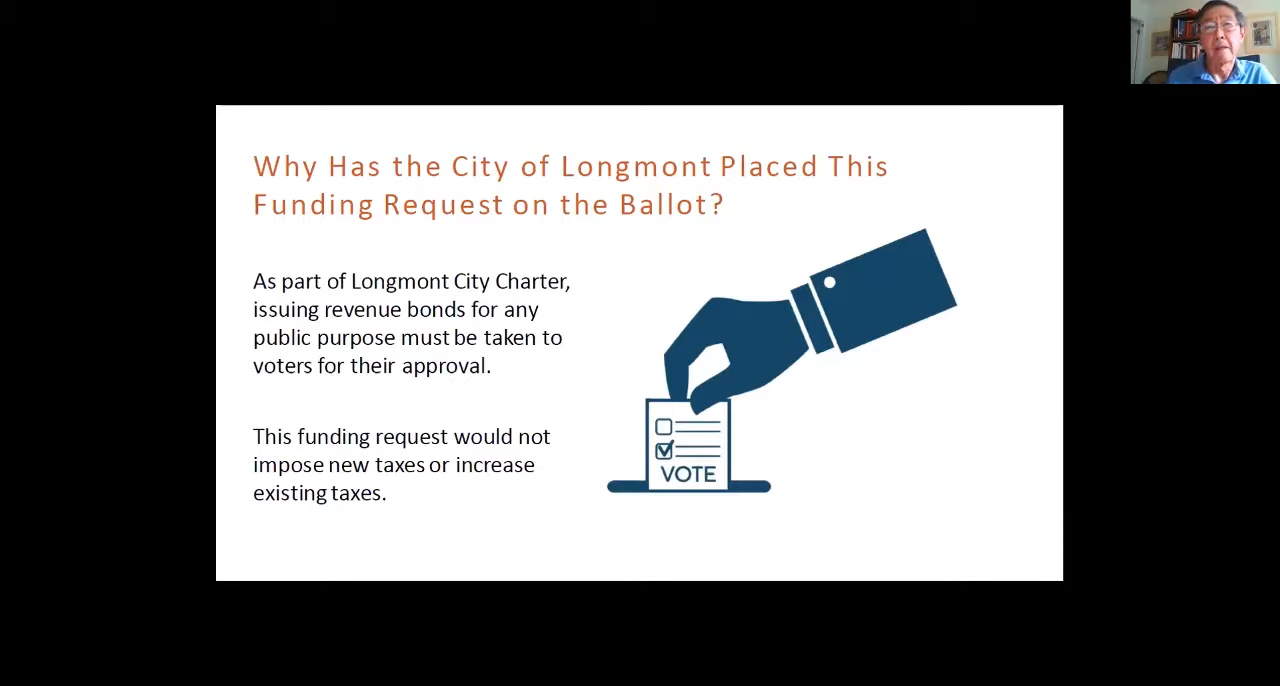 Why Has the City of Longmont Placed This
Funding Request on the Ballot?
As part of Longmont City Charter,
issuing revenue bonds for any
public purpose must be taken to
voters for their approval.
This funding request would not
impose new taxes or increase
existing taxes.
VOTE